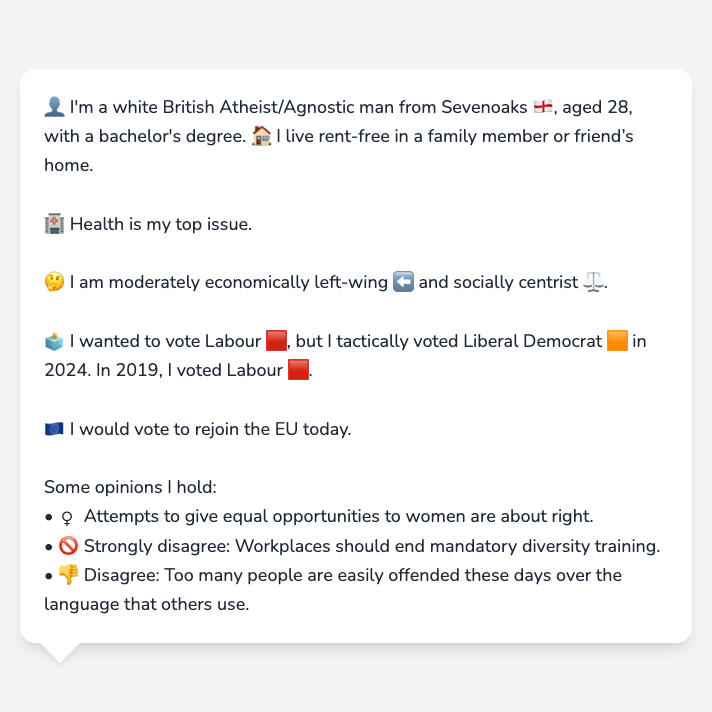 👤 I'm a white British Atheist/Agnostic man from Sevenoaks 🏴󠁧󠁢󠁥󠁮󠁧󠁿, aged 28,
with a bachelor's degree. 🏠 I live rent-free in a family member or friend’s
home.
🏥 Health is my top issue.
🤔 I am moderately economically left-wing ⬅️ and socially centrist ⚖️.
🗳️ I wanted to vote Labour 🟥, but I tactically voted Liberal Democrat 🟧 in
2024. In 2019, I voted Labour 🟥.
🇪🇺 I would vote to rejoin the EU today.
Some opinions I hold:
• ♀ Attempts to give equal opportunities to women are about right.
• 🚫 Strongly disagree: Workplaces should end mandatory diversity training.
• 👎 Disagree: Too many people are easily offended these days over the
language that others use.